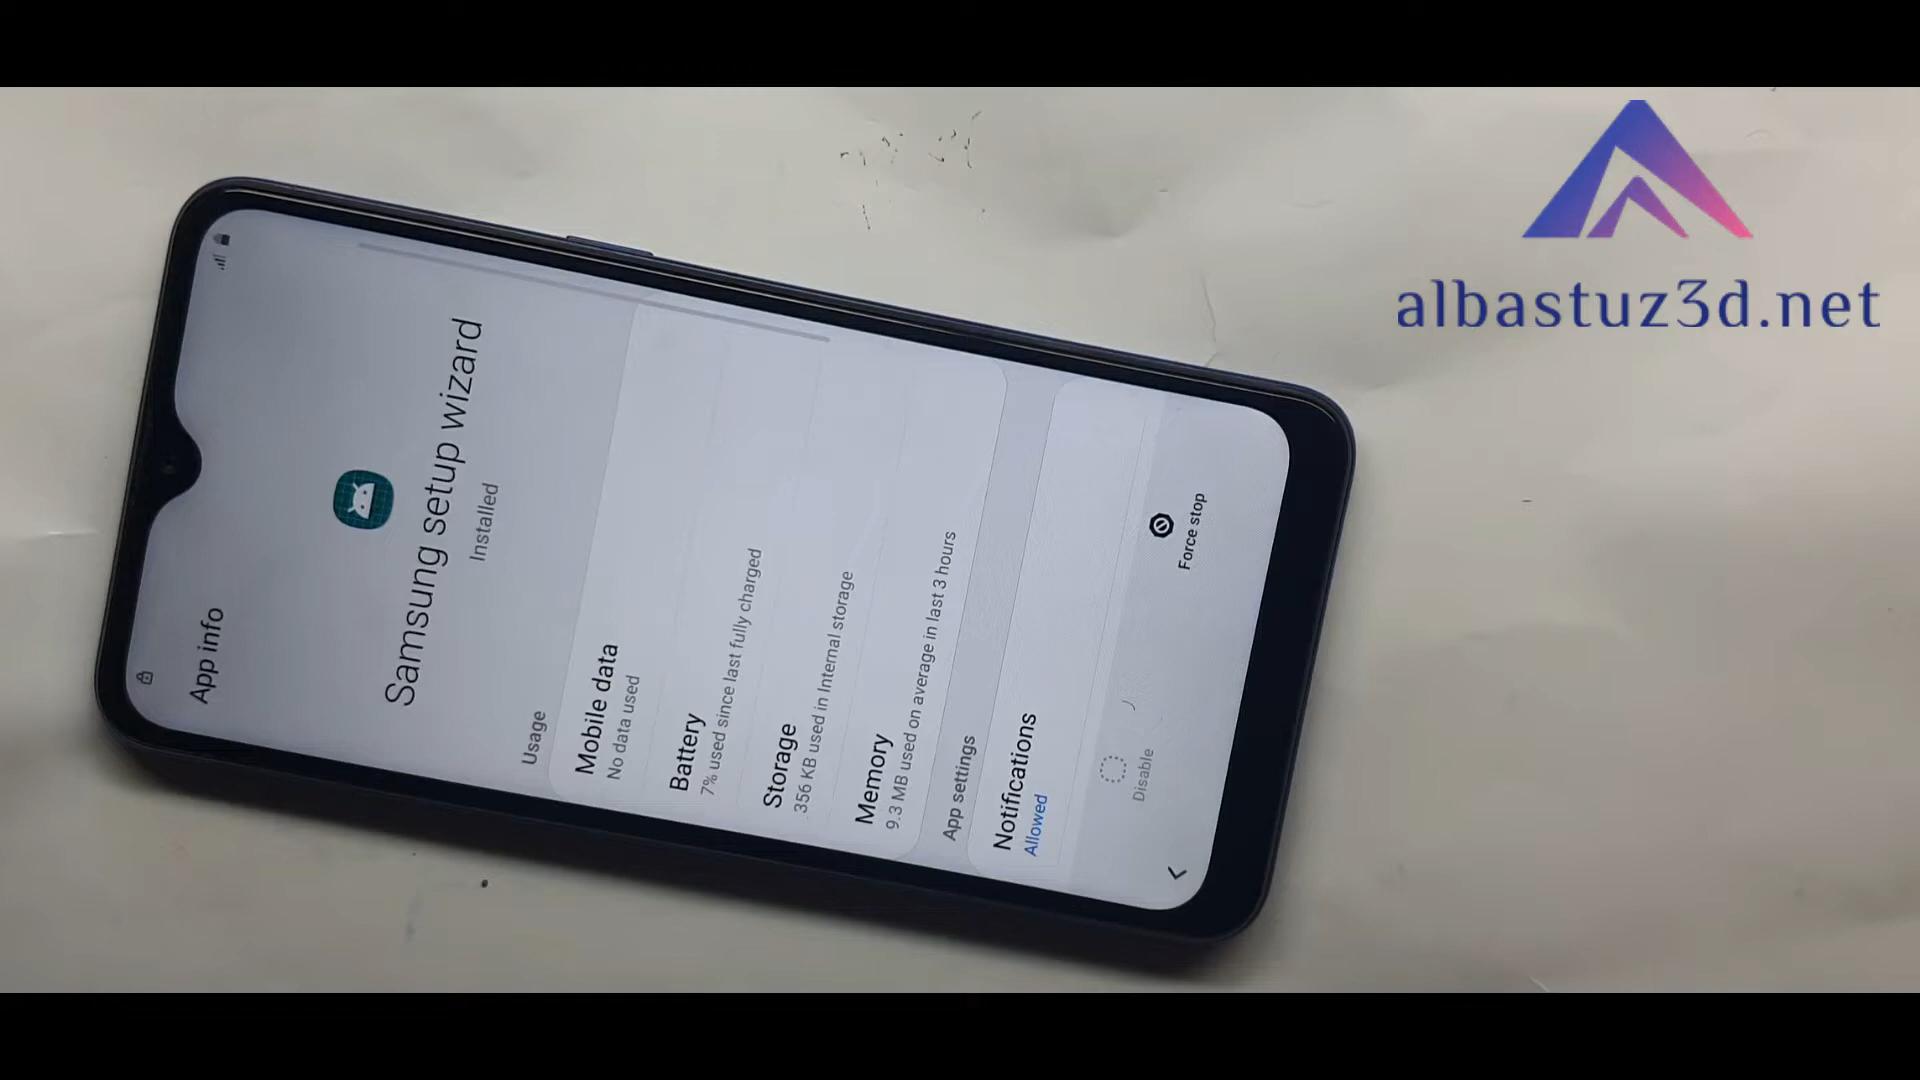 albastuz3d.net
App info
Samsung setup wizard
Installed
Usage
Mobile data
No data used
Battery
7% used since last fully charged
Storage
356 KB used in Internal storage
Memory
9.3 MB used on average in last 3 hours
App settings
Notifications
Allowed
Disable
Force stop